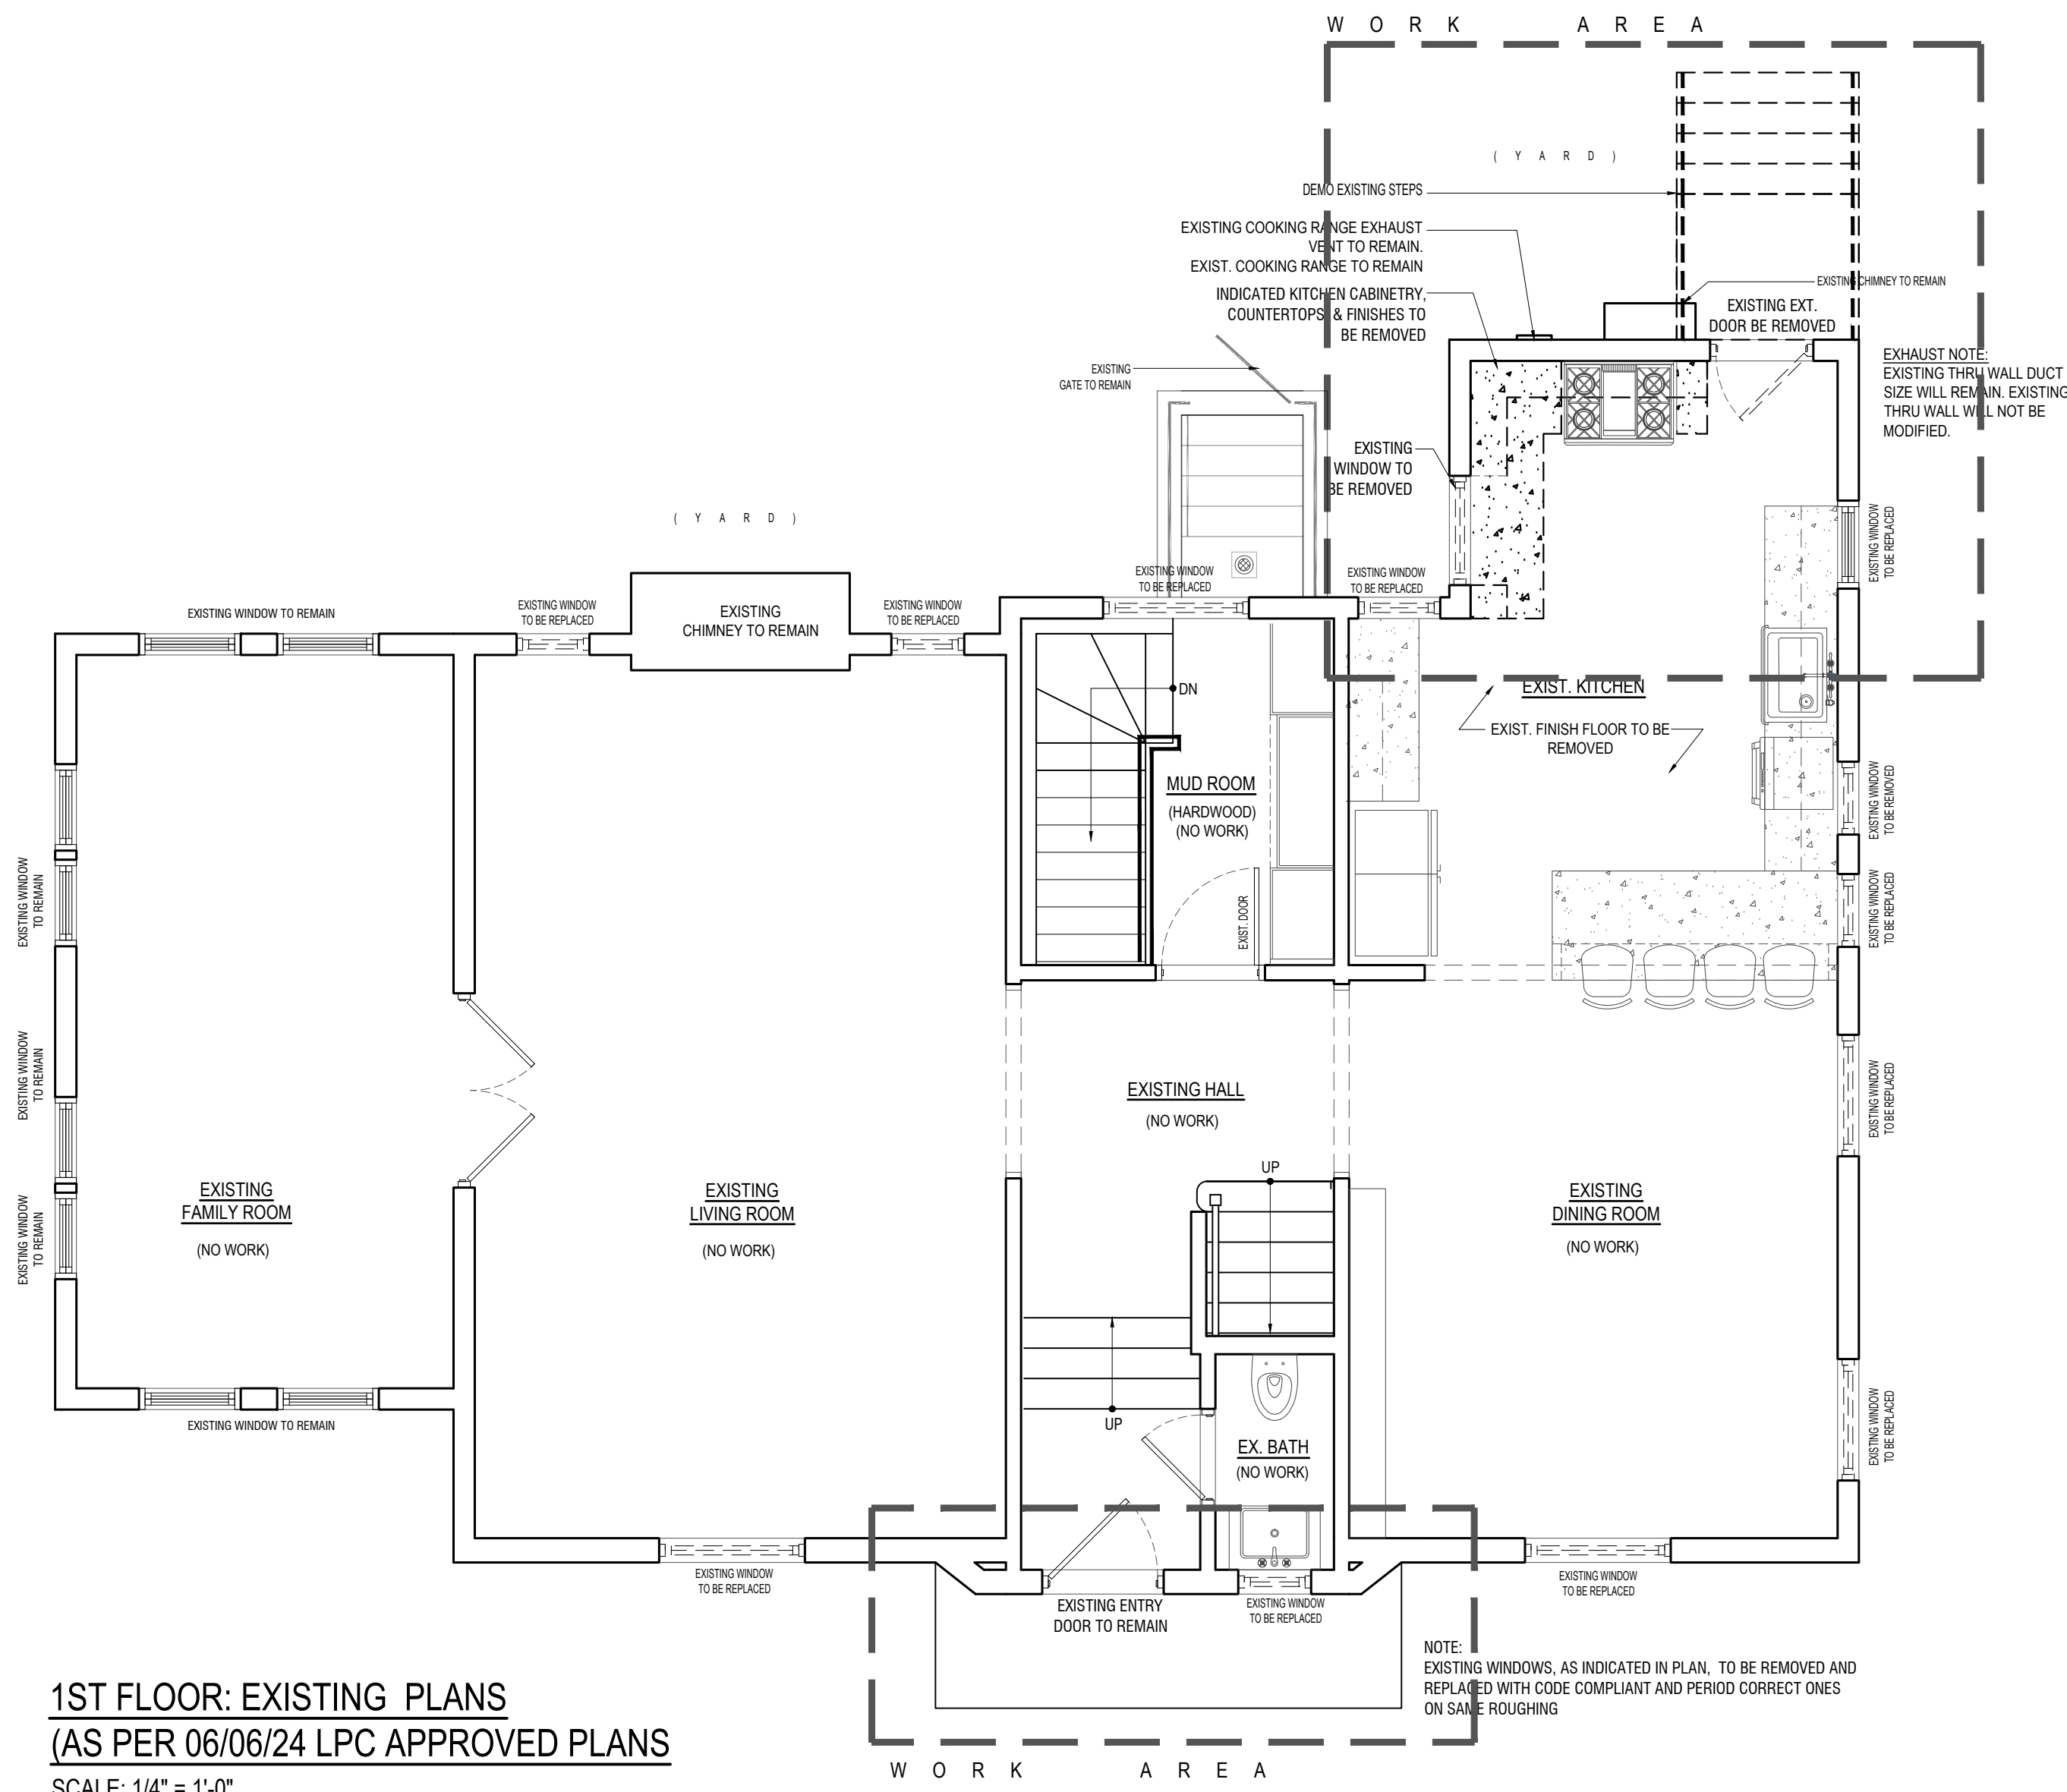 W O R K A R E A
( Y A R D )
DEMO EXISTING STEPS
EXISTING COOKING RANGE EXHAUST
VENT TO REMAIN.
EXIST. COOKING RANGE TO REMAIN
EXISTING CHIMNEY TO REMAIN
INDICATED KITCHEN CABINETRY,
COUNTERTOPS, & FINISHES TO
BE REMOVED
EXISTING EXT.
DOOR BE REMOVED
EXHAUST NOTE:
EXISTING THRU WALL DUCT
SIZE WILL REMAIN. EXISTING
THRU WALL WILL NOT BE
MODIFIED.
EXISTING
GATE TO REMAIN
EXISTING
WINDOW TO
BE REMOVED
( Y A R D )
EXISTING WINDOW
TO BE REPLACED
EXISTING WINDOW
TO BE REPLACED
EXISTING WINDOW
TO BE REPLACED
EXISTING WINDOW TO REMAIN
EXISTING WINDOW
TO BE REPLACED
EXISTING
CHIMNEY TO REMAIN
EXISTING WINDOW
TO BE REPLACED
DN
EXIST. KITCHEN
EXIST. FINISH FLOOR TO BE
REMOVED
MUD ROOM
(HARDWOOD)
(NO WORK)
EXISTING WINDOW
TO BE REMOVED
EXISTING WINDOW
TO REMAIN
EXIST. DOOR
EXISTING WINDOW
TO BE REPLACED
EXISTING WINDOW
TO REMAIN
EXISTING HALL
(NO WORK)
EXISTING WINDOW
TO BE REPLACED
UP
EXISTING
FAMILY ROOM
(NO WORK)
EXISTING
LIVING ROOM
(NO WORK)
EXISTING
DINING ROOM
(NO WORK)
EXISTING WINDOW
TO REMAIN
EXISTING WINDOW TO REMAIN
UP
EX. BATH
(NO WORK)
EXISTING WINDOW
TO BE REPLACED
EXISTING WINDOW
TO BE REPLACED
EXISTING ENTRY
DOOR TO REMAIN
EXISTING WINDOW
TO BE REPLACED
EXISTING WINDOW
TO BE REPLACED
NOTE:
EXISTING WINDOWS, AS INDICATED IN PLAN, TO BE REMOVED AND
REPLACED WITH CODE COMPLIANT AND PERIOD CORRECT ONES
ON SAME ROUGHING
1ST FLOOR: EXISTING PLANS
(AS PER 06/06/24 LPC APPROVED PLANS
SCALE: 1/4" = 1'-0"
W O R K A R E A